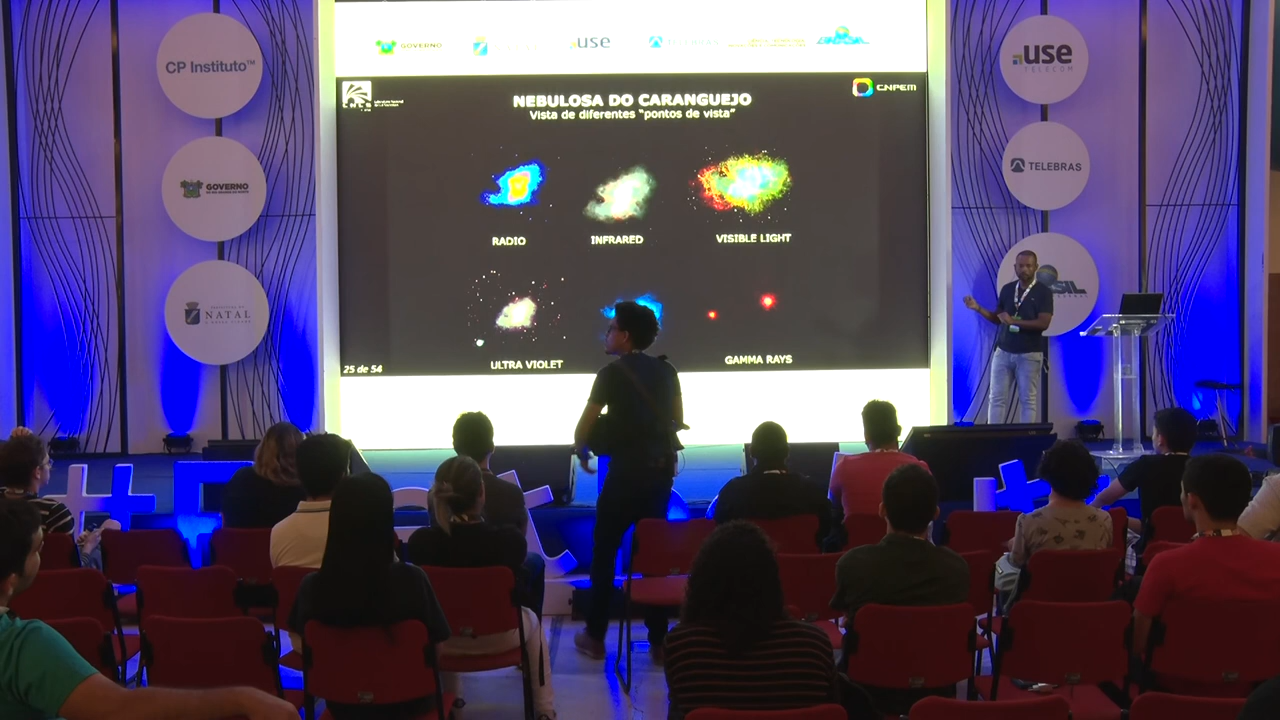 CP Instituto™
GOVERNO
NATAL
GOVERNO
USE
TELEBRAS
CNPEM
NEBULOSA DO CARANGUEJO
Vista de diferentes “pontos de vista”
RADIO
INFRARED
VISIBLE LIGHT
ULTRA VIOLET
GAMMA RAYS
25 de 54
USE
TELECOM
TELEBRAS